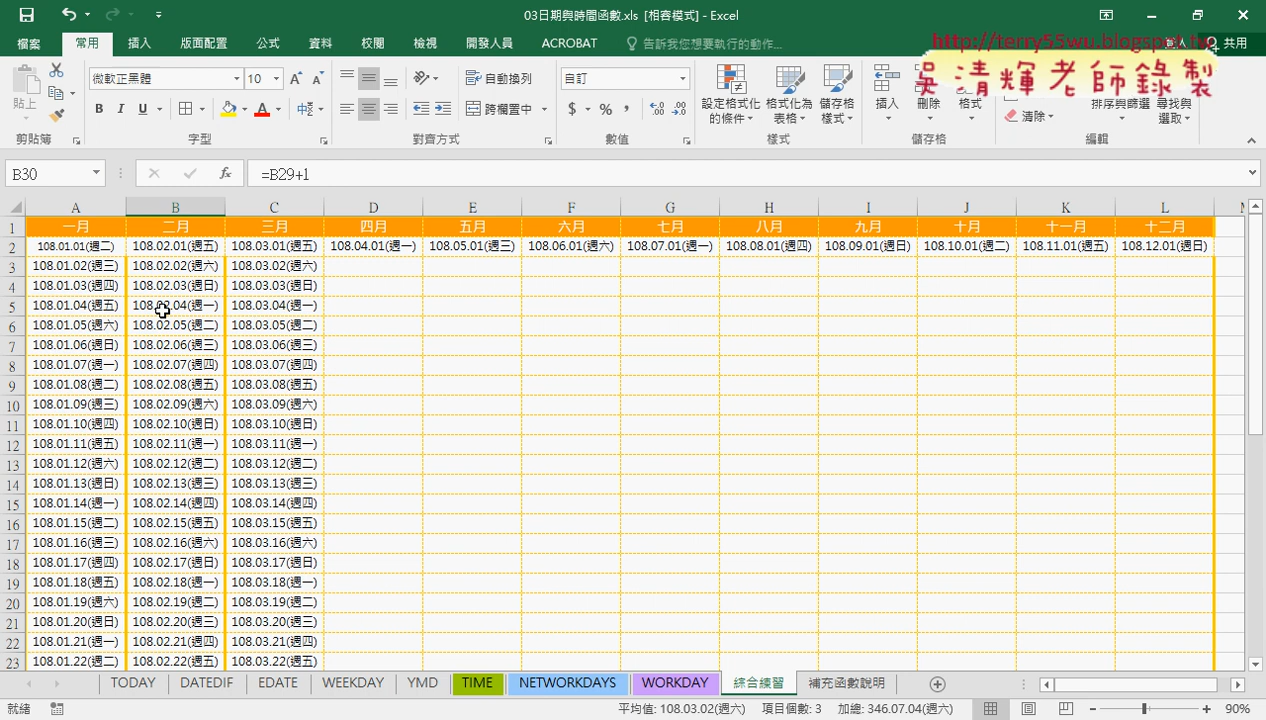 03日期與時間函數.xls [相容模式] - Excel
http://terry55wu.blogspot.tw
吳清輝老師錄製
檔案 常用 插入 版面配置 公式 資料 校閱 檢視 開發人員 ACROBAT 告訴我您想要執行的動作... 共用
微軟正黑體 10 自動換列 自訂
貼上 跨欄置中 設定格式化的條件 格式化為表格 儲存格樣式 插入 刪除 格式 清除 排序與篩選 尋找與選取
剪貼簿 字型 對齊方式 數值 樣式 儲存格 編輯
B30 fx =B29+1
A B C D E F G H I J K L
1 一月 二月 三月 四月 五月 六月 七月 八月 九月 十月 十一月 十二月
2 108.01.01(週二) 108.02.01(週五) 108.03.01(週五) 108.04.01(週一) 108.05.01(週三) 108.06.01(週六) 108.07.01(週一) 108.08.01(週四) 108.09.01(週日) 108.10.01(週二) 108.11.01(週五) 108.12.01(週日)
3 108.01.02(週三) 108.02.02(週六) 108.03.02(週六)
4 108.01.03(週四) 108.02.03(週日) 108.03.03(週日)
5 108.01.04(週五) 108.02.04(週一) 108.03.04(週一)
6 108.01.05(週六) 108.02.05(週二) 108.03.05(週二)
7 108.01.06(週日) 108.02.06(週三) 108.03.06(週三)
8 108.01.07(週一) 108.02.07(週四) 108.03.07(週四)
9 108.01.08(週二) 108.02.08(週五) 108.03.08(週五)
10 108.01.09(週三) 108.02.09(週六) 108.03.09(週六)
11 108.01.10(週四) 108.02.10(週日) 108.03.10(週日)
12 108.01.11(週五) 108.02.11(週一) 108.03.11(週一)
13 108.01.12(週六) 108.02.12(週二) 108.03.12(週二)
14 108.01.13(週日) 108.02.13(週三) 108.03.13(週三)
15 108.01.14(週一) 108.02.14(週四) 108.03.14(週四)
16 108.01.15(週二) 108.02.15(週五) 108.03.15(週五)
17 108.01.16(週三) 108.02.16(週六) 108.03.16(週六)
18 108.01.17(週四) 108.02.17(週日) 108.03.17(週日)
19 108.01.18(週五) 108.02.18(週一) 108.03.18(週一)
20 108.01.19(週六) 108.02.19(週二) 108.03.19(週二)
21 108.01.20(週日) 108.02.20(週三) 108.03.20(週三)
22 108.01.21(週一) 108.02.21(週四) 108.03.21(週四)
23 108.01.22(週二) 108.02.22(週五) 108.03.22(週五)
TODAY DATEDIF EDATE WEEKDAY YMD TIME NETWORKDAYS WORKDAY 綜合練習 補充函數說明
就緒 平均值: 108.03.02(週六) 項目個數: 3 加總: 346.07.04(週六) 90%